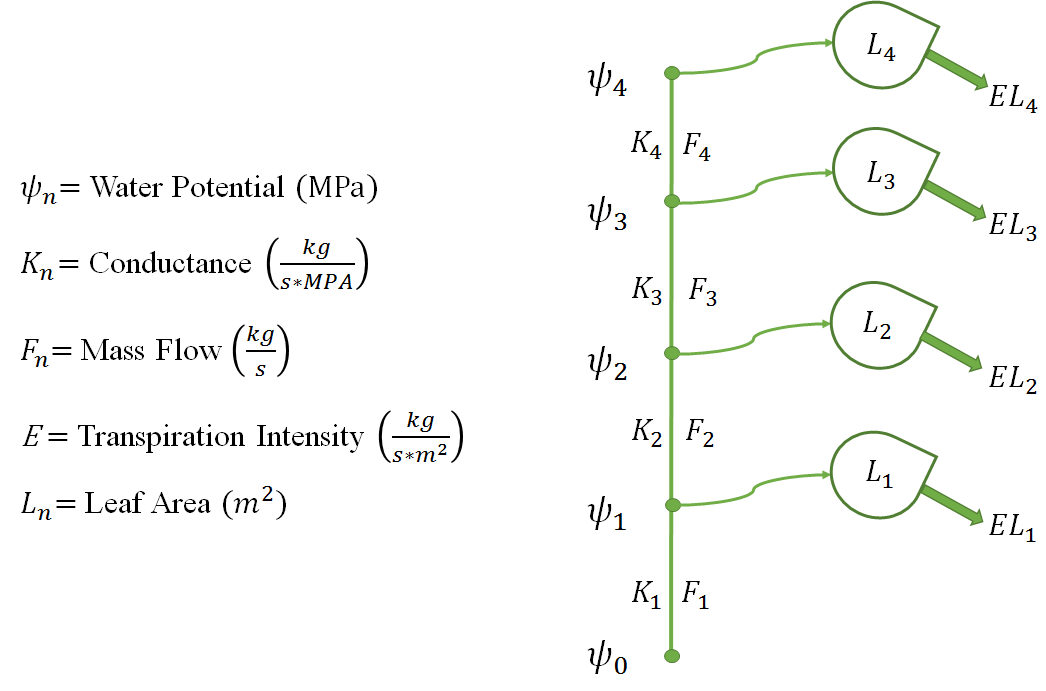 ψₙ= Water Potential (MPa)
Kₙ= Conductance (kg/s∗MPA)
Fₙ= Mass Flow (kg/s)
E= Transpiration Intensity (kg/s∗m²)
Lₙ= Leaf Area (m²)
L₄
ψ₄
EL₄
K₄ F₄
L₃
ψ₃
EL₃
K₃ F₃
L₂
ψ₂
EL₂
K₂ F₂
L₁
ψ₁
EL₁
K₁ F₁
ψ₀